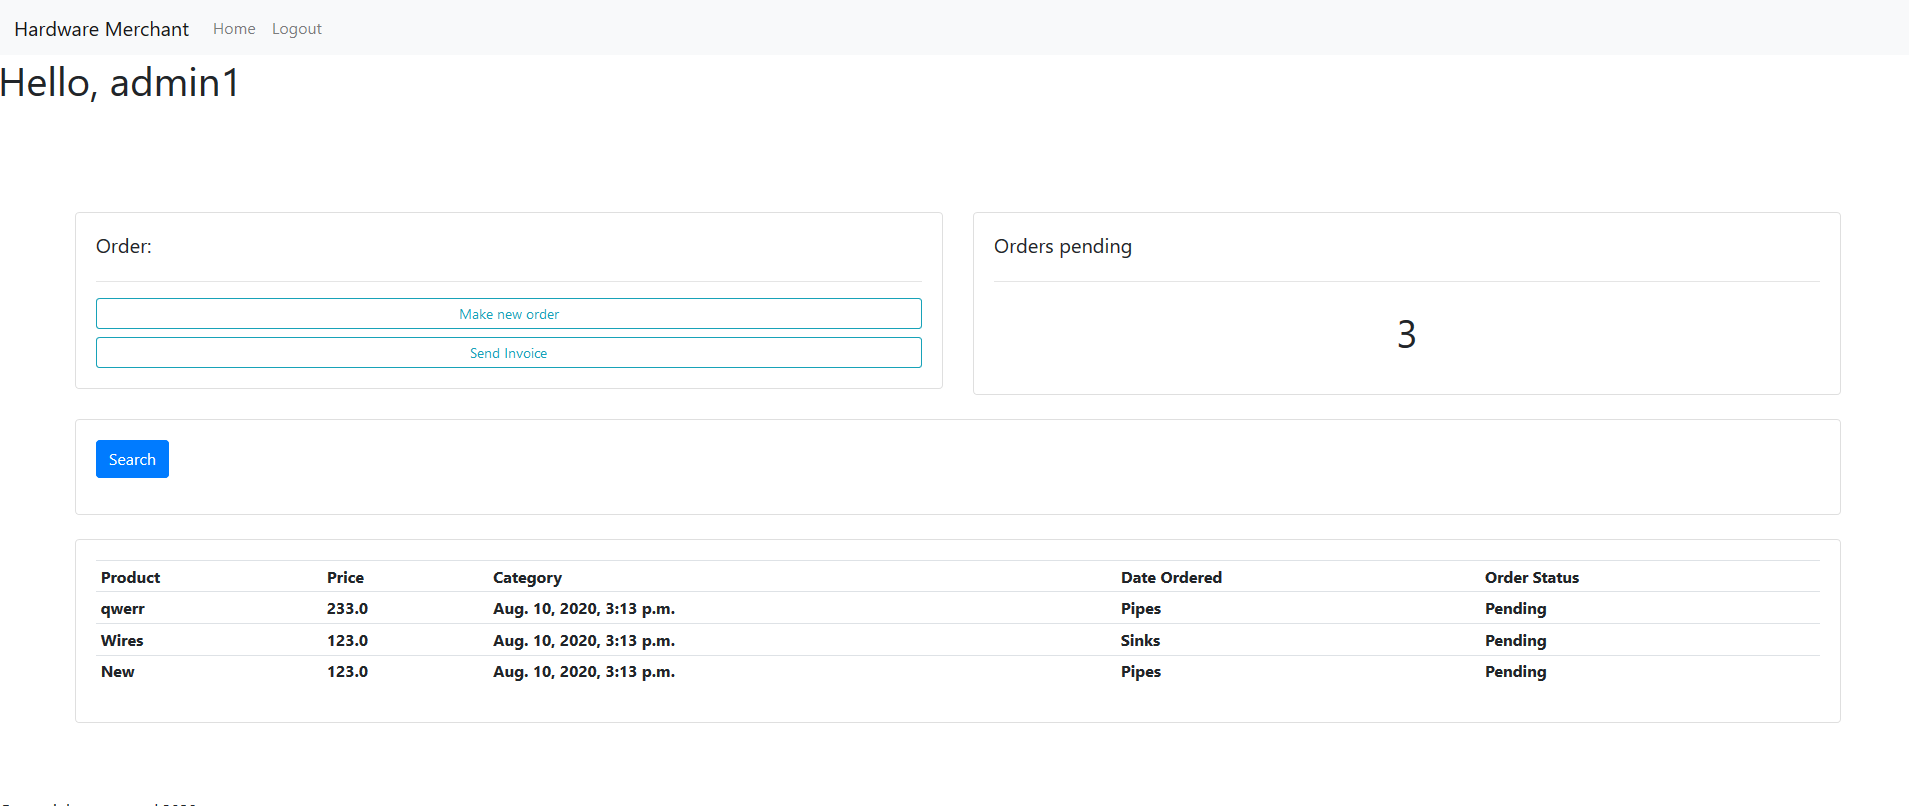 Hardware Merchant Home Logout
Hello, admin1
Order:
Make new order
Send Invoice
Orders pending
3
Search
Product Price Category Date Ordered Order Status
qwerr 233.0 Aug. 10, 2020, 3:13 p.m. Pipes Pending
Wires 123.0 Aug. 10, 2020, 3:13 p.m. Sinks Pending
New 123.0 Aug. 10, 2020, 3:13 p.m. Pipes Pending